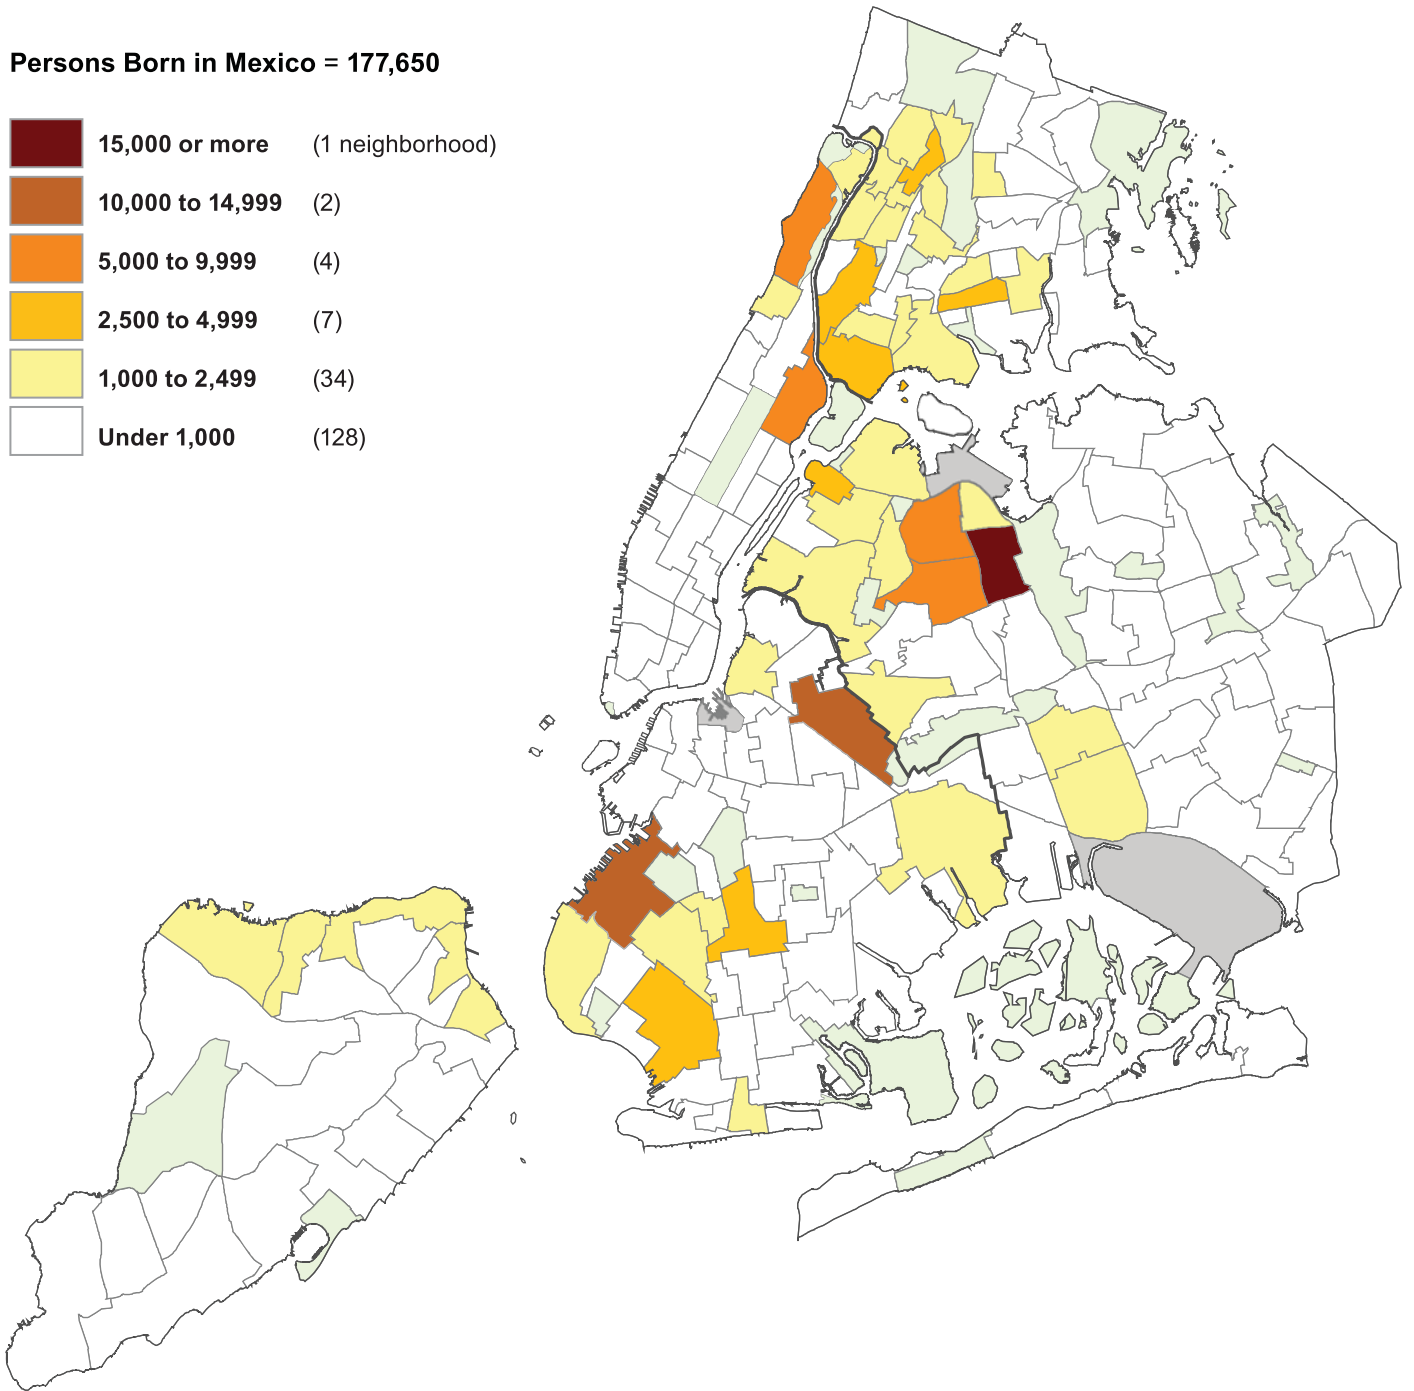 Persons Born in Mexico = 177,650
15,000 or more (1 neighborhood)
10,000 to 14,999 (2)
5,000 to 9,999 (4)
2,500 to 4,999 (7)
1,000 to 2,499 (34)
Under 1,000 (128)